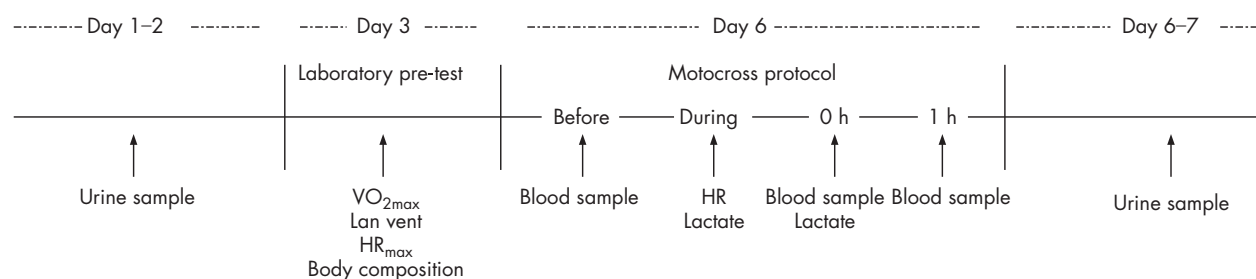 Day 1–2 Day 3 Day 6 Day 6–7
Laboratory pre-test Motocross protocol
Before During 0 h 1 h
Urine sample VO2max Blood sample HR Blood sample Blood sample Urine sample
Lan vent Lactate Lactate
HRmax
Body composition